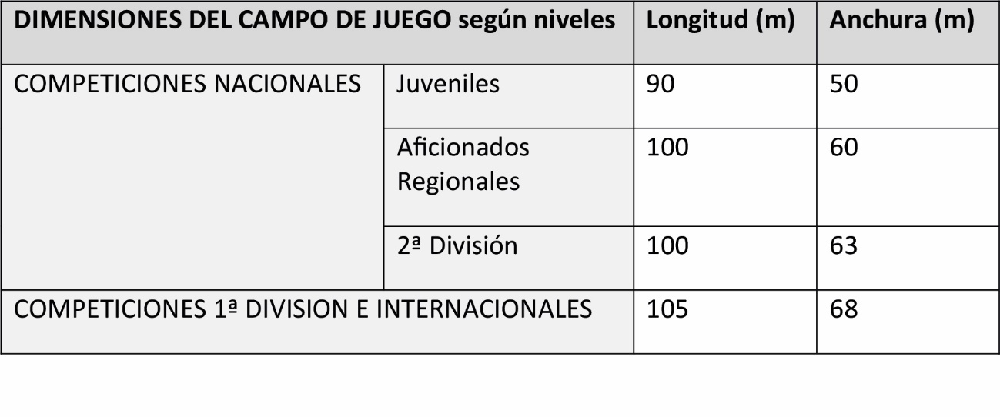 DIMENSIONES DEL CAMPO DE JUEGO según niveles Longitud (m) Anchura (m)
COMPETICIONES NACIONALES Juveniles 90 50
Aficionados 100 60
Regionales
2ª División 100 63
COMPETICIONES 1ª DIVISION E INTERNACIONALES 105 68